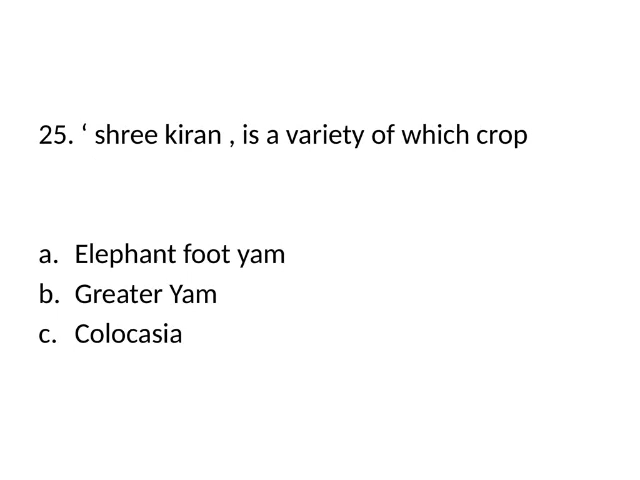 25. ‘ shree kiran , is a variety of which crop
a. Elephant foot yam
b. Greater Yam
c. Colocasia